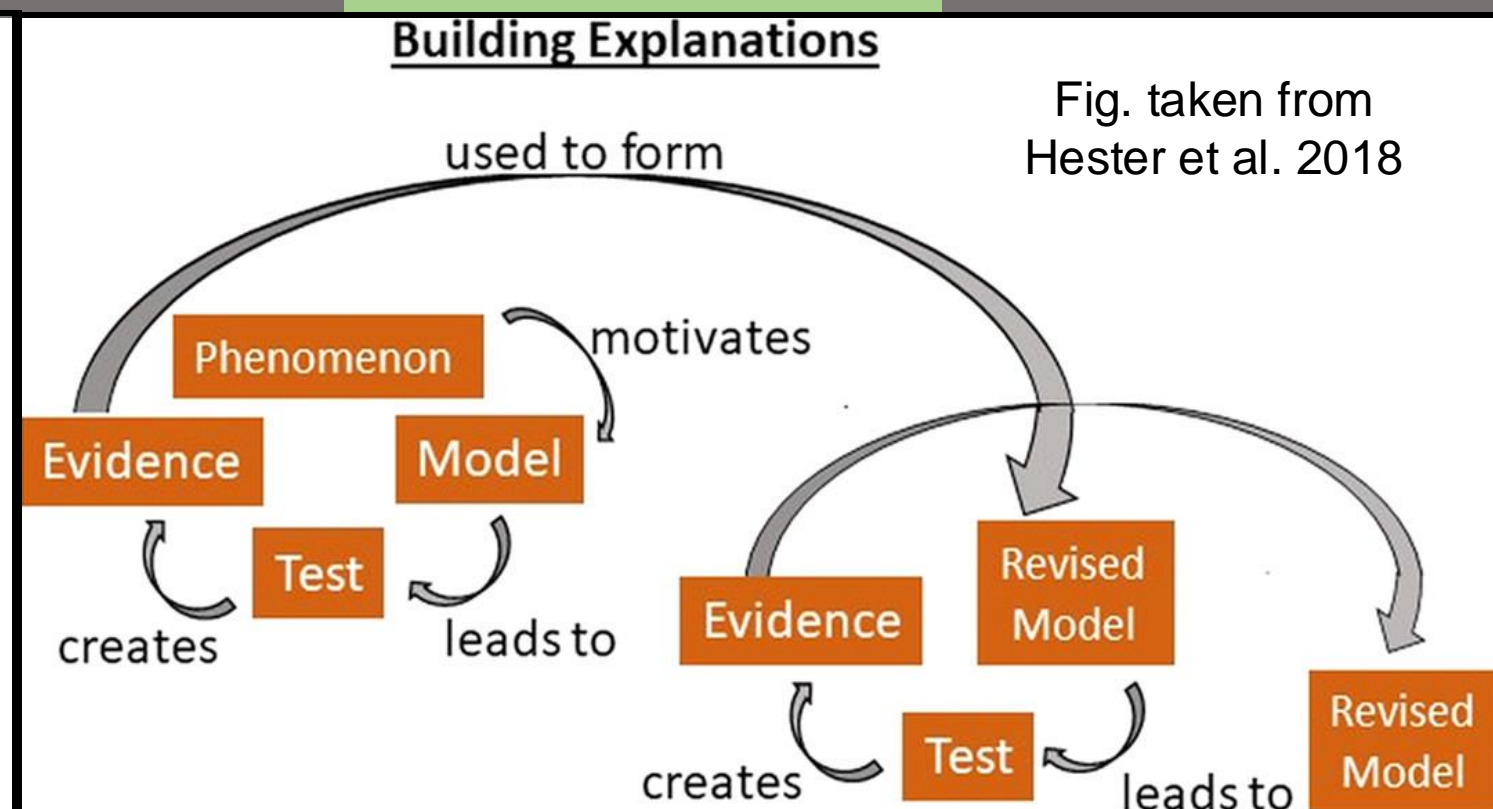 Building Explanations
Fig. taken from
Hester et al. 2018
used to form
Phenomenon
motivates
Evidence
Model
Test
creates
leads to
Evidence
Revised
Model
Test
creates
leads to
Revised
Model